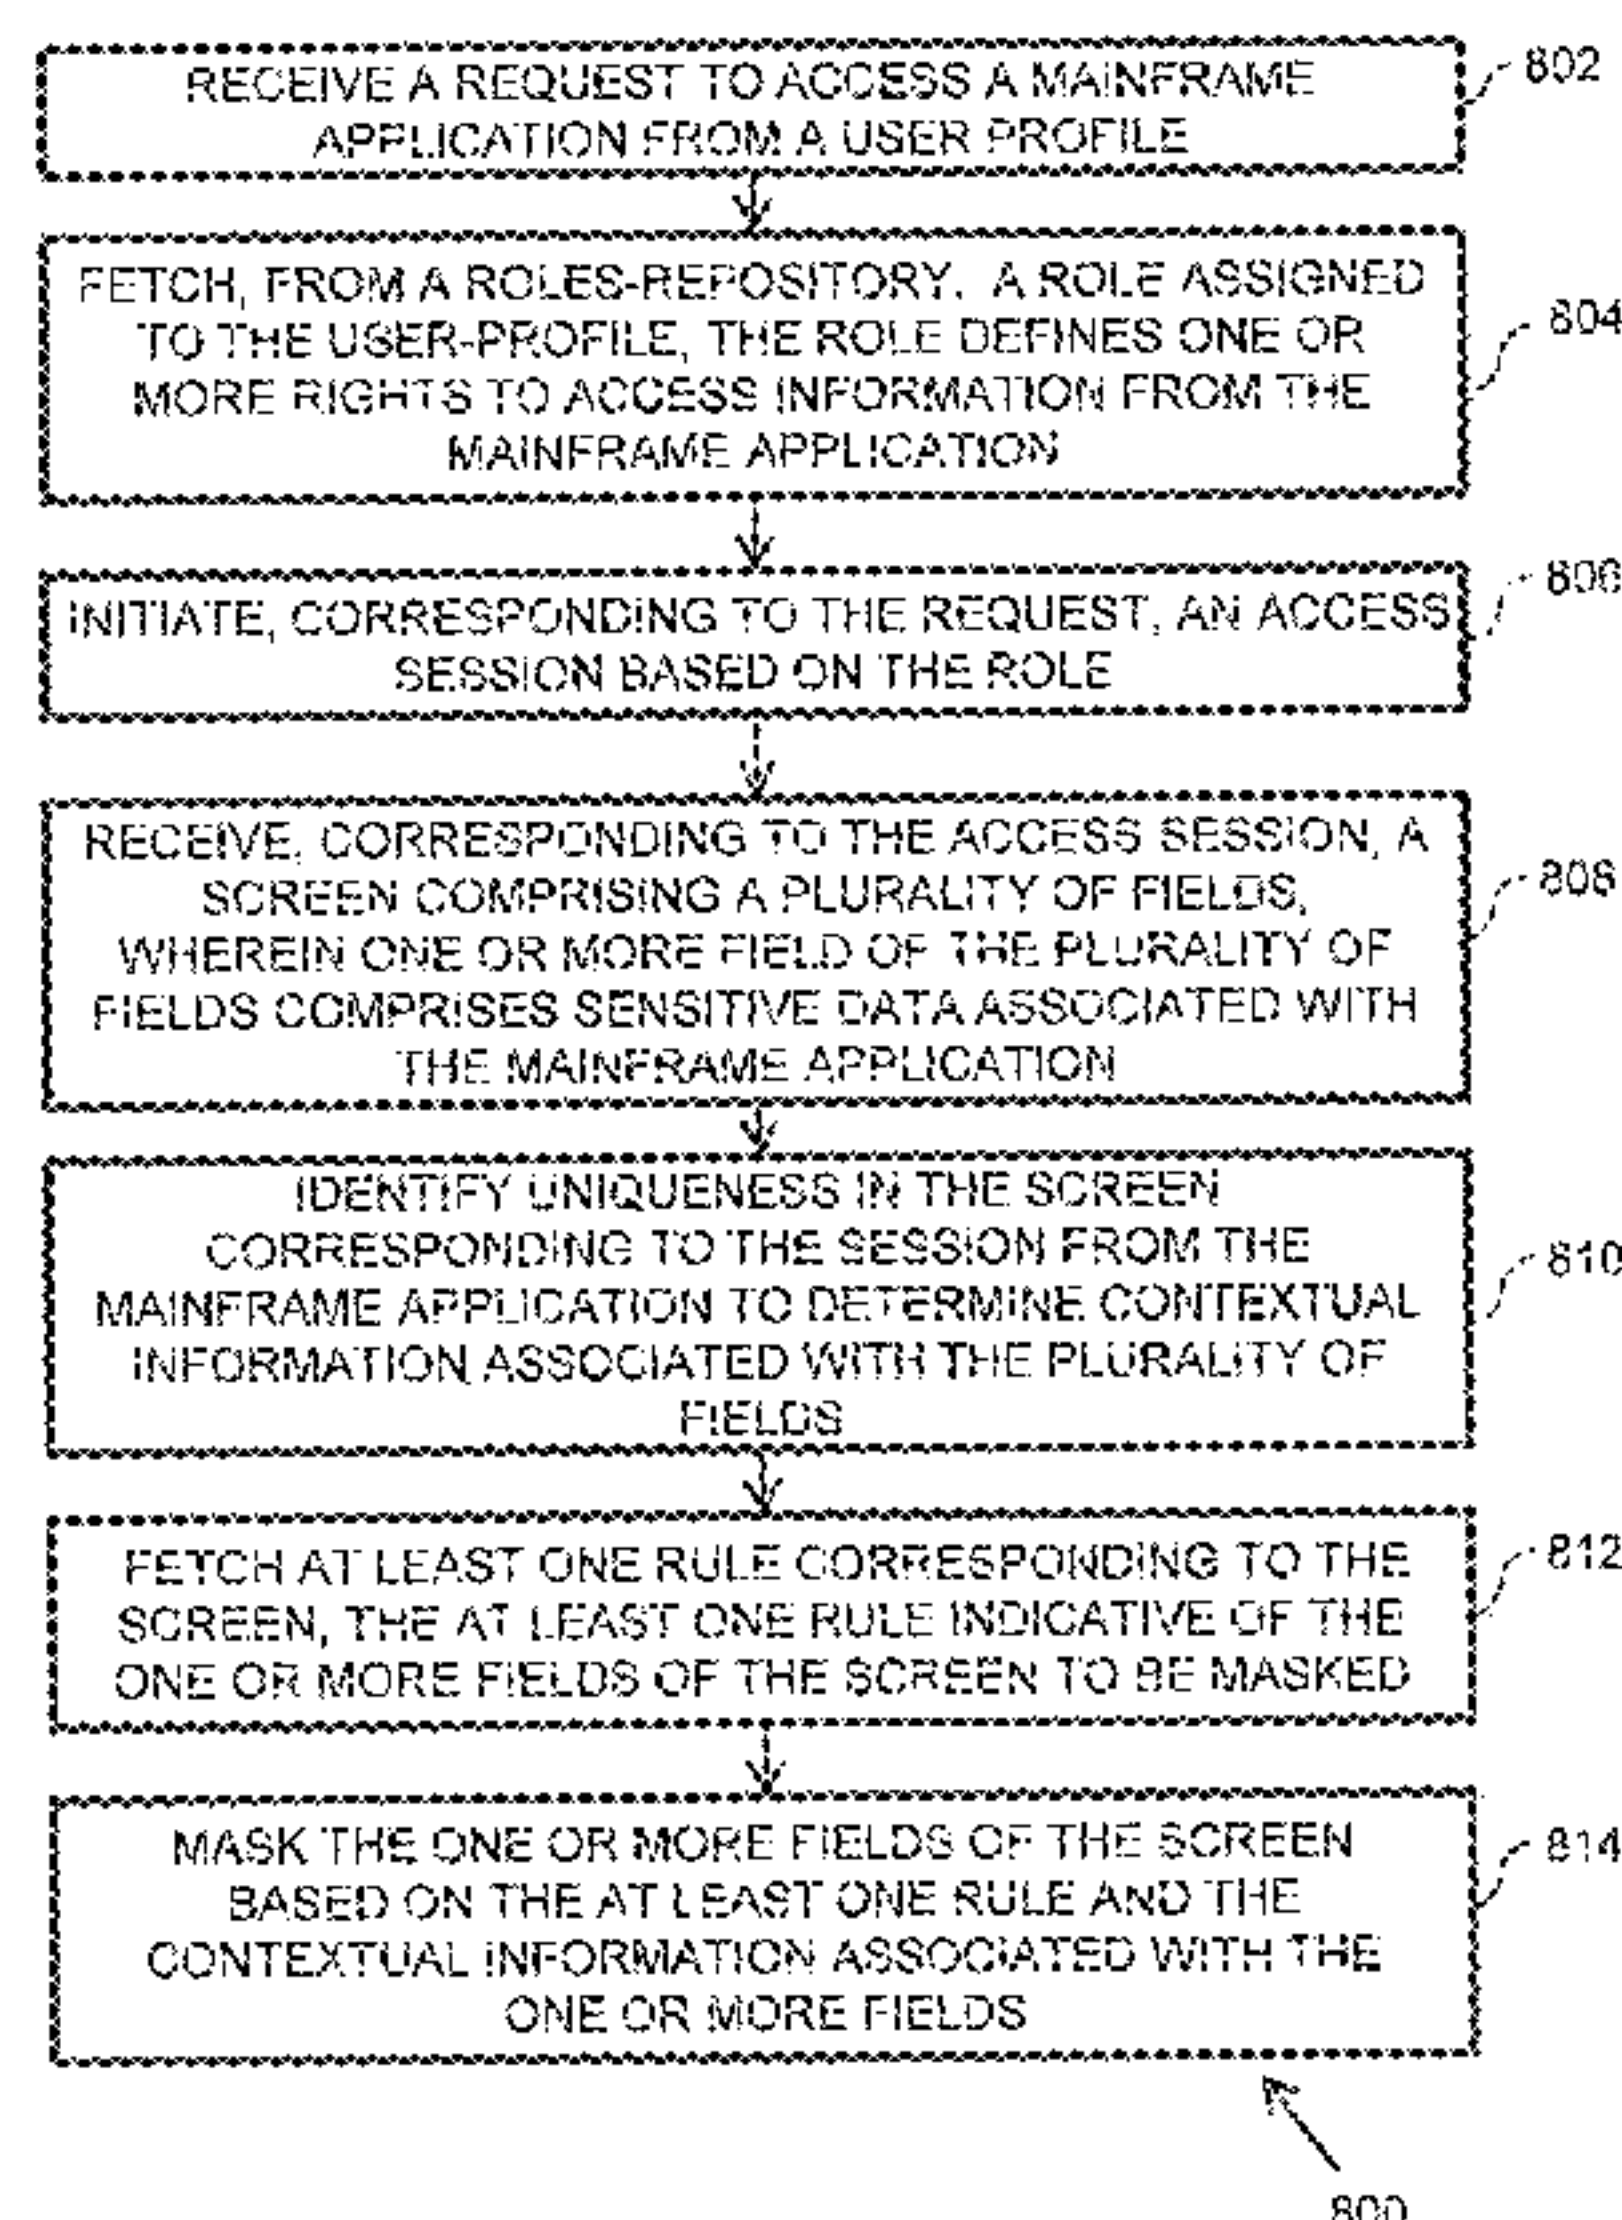 RECEIVE A REQUEST TO ACCESS A MAINFRAME
APPLICATION FROM A USER PROFILE
802
FETCH, FROM A ROLES-REPOSITORY, A ROLE ASSIGNED
TO THE USER-PROFILE, THE ROLE DEFINES ONE OR
MORE RIGHTS TO ACCESS INFORMATION FROM THE
MAINFRAME APPLICATION
804
INITIATE, CORRESPONDING TO THE REQUEST, AN ACCESS
SESSION BASED ON THE ROLE
806
RECEIVE, CORRESPONDING TO THE ACCESS SESSION, A
SCREEN COMPRISING A PLURALITY OF FIELDS,
WHEREIN ONE OR MORE FIELD OF THE PLURALITY OF
FIELDS COMPRISES SENSITIVE DATA ASSOCIATED WITH
THE MAINFRAME APPLICATION
808
IDENTIFY UNIQUENESS IN THE SCREEN
CORRESPONDING TO THE SESSION FROM THE
MAINFRAME APPLICATION TO DETERMINE CONTEXTUAL
INFORMATION ASSOCIATED WITH THE PLURALITY OF
FIELDS
810
FETCH AT LEAST ONE RULE CORRESPONDING TO THE
SCREEN, THE AT LEAST ONE RULE INDICATIVE OF THE
ONE OR MORE FIELDS OF THE SCREEN TO BE MASKED
812
MASK THE ONE OR MORE FIELDS OF THE SCREEN
BASED ON THE AT LEAST ONE RULE AND THE
CONTEXTUAL INFORMATION ASSOCIATED WITH THE
ONE OR MORE FIELDS
814
800